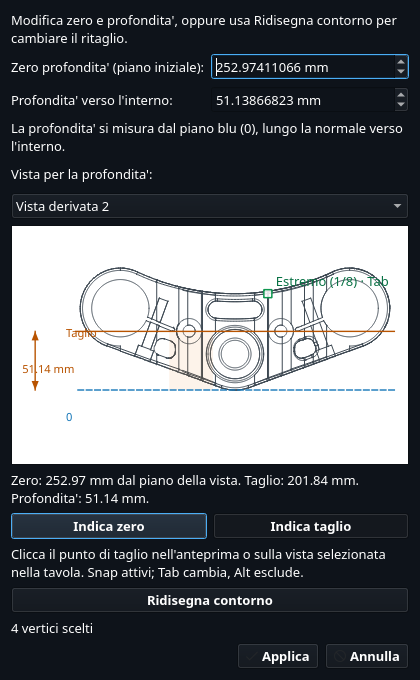 Modifica zero e profondita', oppure usa Ridisegna contorno per
cambiare il ritaglio.
Zero profondita' (piano iniziale): 252.97411066 mm
Profondita' verso l'interno: 51.13866823 mm
La profondita' si misura dal piano blu (0), lungo la normale verso
l'interno.
Vista per la profondita':
Vista derivata 2
Estremo (1/8) · Tab
Taglio
51.14 mm
0
Zero: 252.97 mm dal piano della vista. Taglio: 201.84 mm.
Profondita': 51.14 mm.
Indica zero Indica taglio
Clicca il punto di taglio nell'anteprima o sulla vista selezionata
nella tavola. Snap attivi; Tab cambia, Alt esclude.
Ridisegna contorno
4 vertici scelti
Applica Annulla